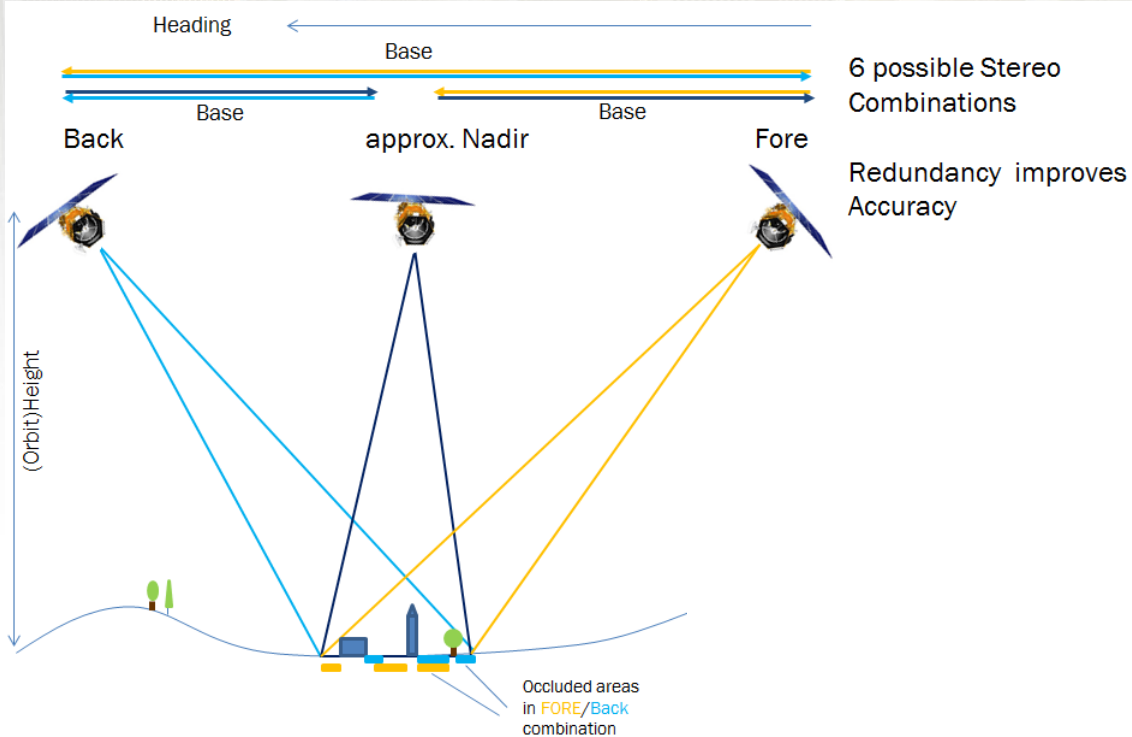 Heading
Base
Base
Base
Back
approx. Nadir
Fore
6 possible Stereo
Combinations
Redundancy improves
Accuracy
(Orbit)Height
Occluded areas
in FORE/Back
combination